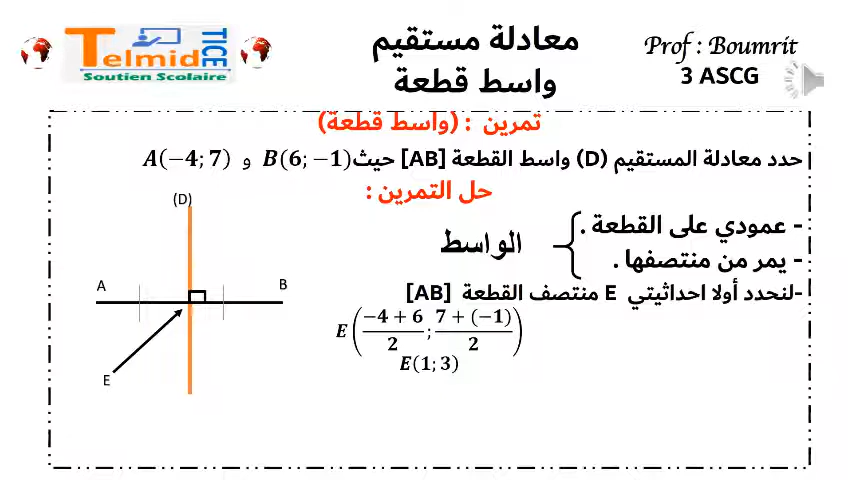 Telmid TICE
Soutien Scolaire
معادلة مستقيم
واسط قطعة
Prof : Boumrit
3 ASCG
تمرين : (واسط قطعة)
حدد معادلة المستقيم (D) واسط القطعة [AB] حيث B(6; −1) و A(−4; 7)
حل التمرين :
الواسط
- عمودي على القطعة .
- يمر من منتصفها .
-لنحدد أولا احداثيتي E منتصف القطعة [AB]
E((−4 + 6)/2 ; (7 + (−1))/2)
E(1; 3)
(D)
A
B
E